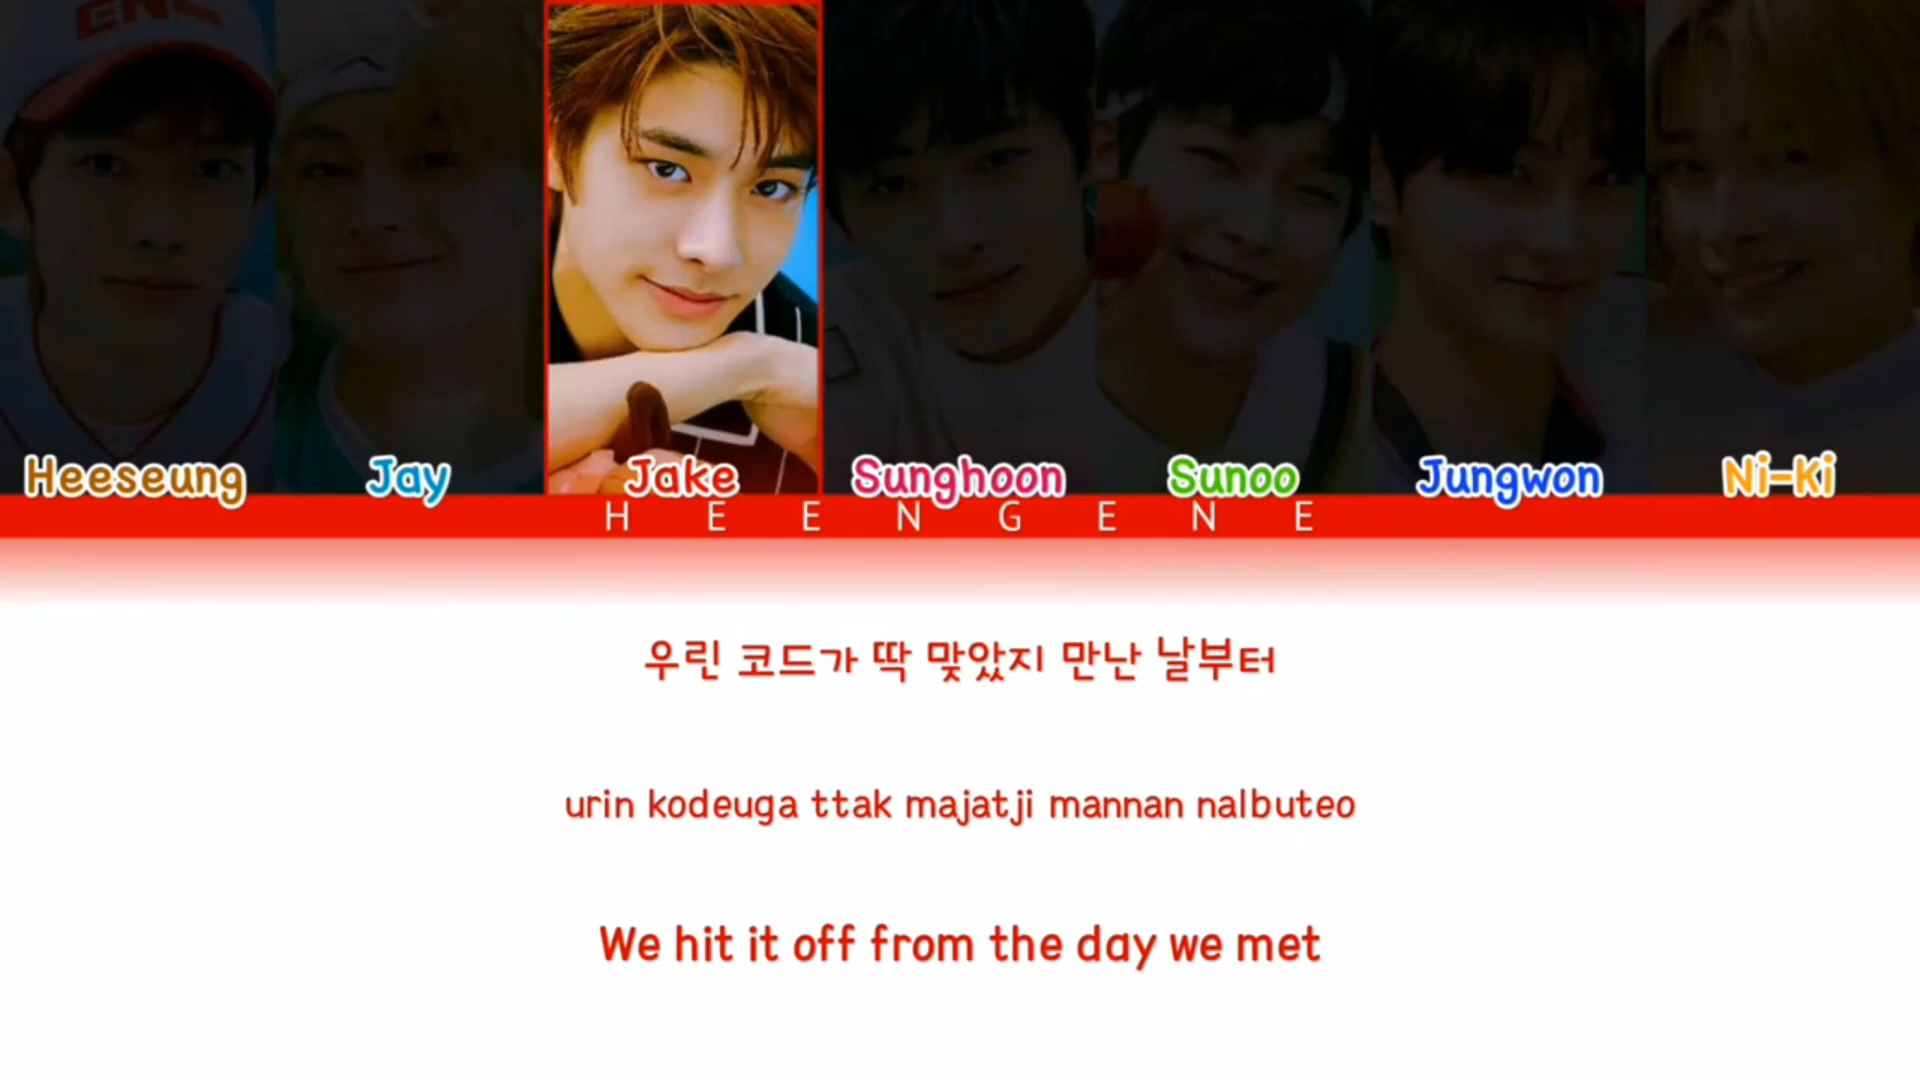 Heeseung Jay Jake Sunghoon Sunoo Jungwon Ni-Ki
HEENGENE
우린 코드가 딱 맞았지 만난 날부터
urin kodeuga ttak majatji mannan nalbuteo
We hit it off from the day we met